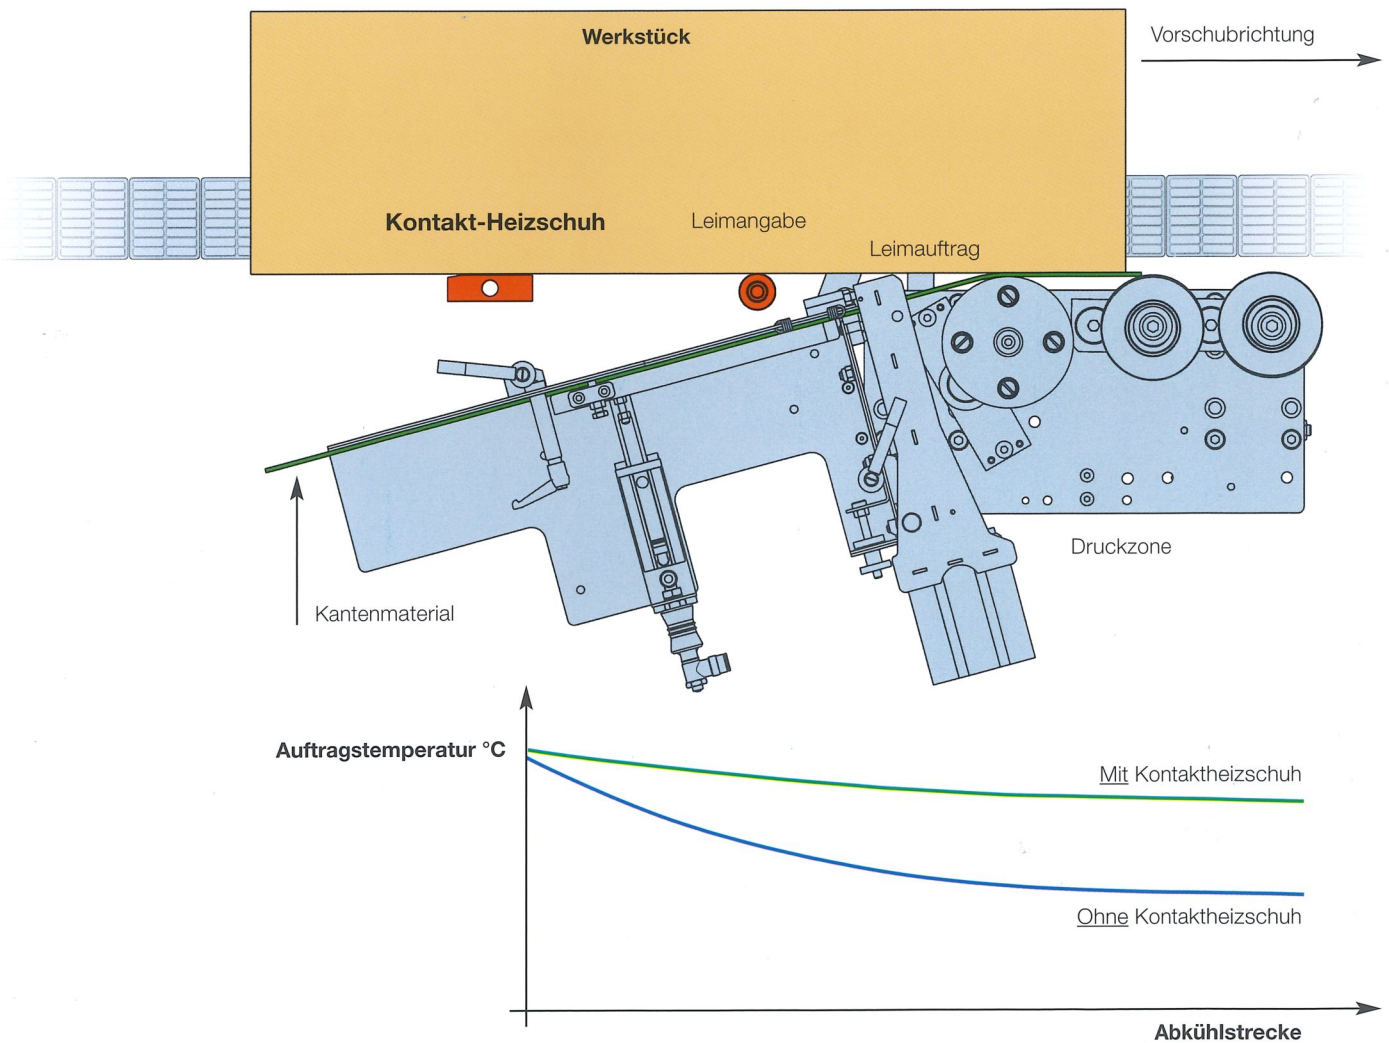 Werkstück
Vorschubrichtung
Kontakt-Heizschuh
Leimangabe
Leimauftrag
Druckzone
Kantenmaterial
Auftragstemperatur °C
Mit Kontaktheizschuh
Ohne Kontaktheizschuh
Abkühlstrecke